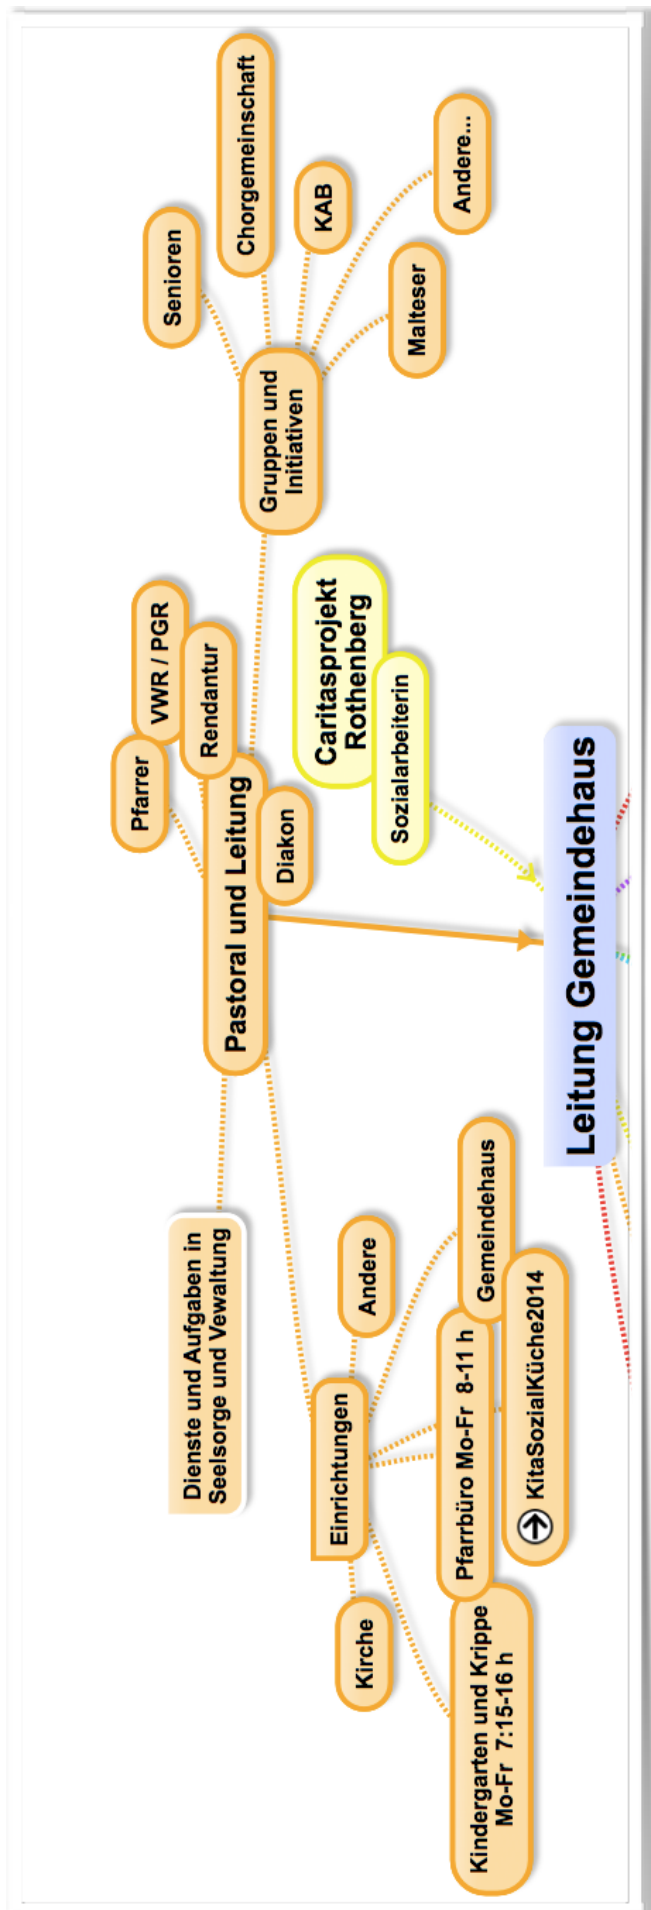 Dienste und Aufgaben in
Seelsorge und Vewaltung
Pfarrer
VWR / PGR
Rendantur
Pastoral und Leitung
Diakon
Senioren
Chorgemeinschaft
KAB
Andere...
Malteser
Gruppen und
Initiativen
Caritasprojekt
Rothenberg
Sozialarbeiterin
Einrichtungen
Kirche
Andere
Kindergarten und Krippe
Mo-Fr 7:15-16 h
Pfarrbüro Mo-Fr 8-11 h
Gemeindehaus
KitaSozialKüche2014
Leitung Gemeindehaus